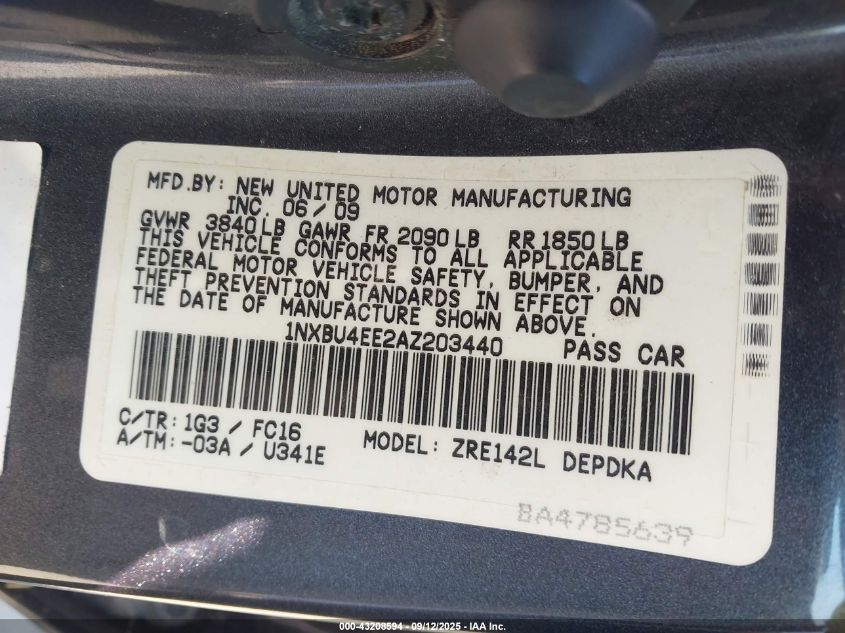 MFD.BY: NEW UNITED MOTOR MANUFACTURING
INC. 06/09
GVWR 3840LB GAWR FR 2090LB RR1850LB
THIS VEHICLE CONFORMS TO ALL APPLICABLE
FEDERAL MOTOR VEHICLE SAFETY, BUMPER, AND
THEFT PREVENTION STANDARDS IN EFFECT ON
THE DATE OF MANUFACTURE SHOWN ABOVE.
1NXBU4EE2AZ203440 PASS CAR
C/TR: 1G3 / FC16
A/TM: -03A / U341E
MODEL: ZRE142L DEPDKA
BA4785639
000-43208594 - 09/12/2025 - IAA Inc.